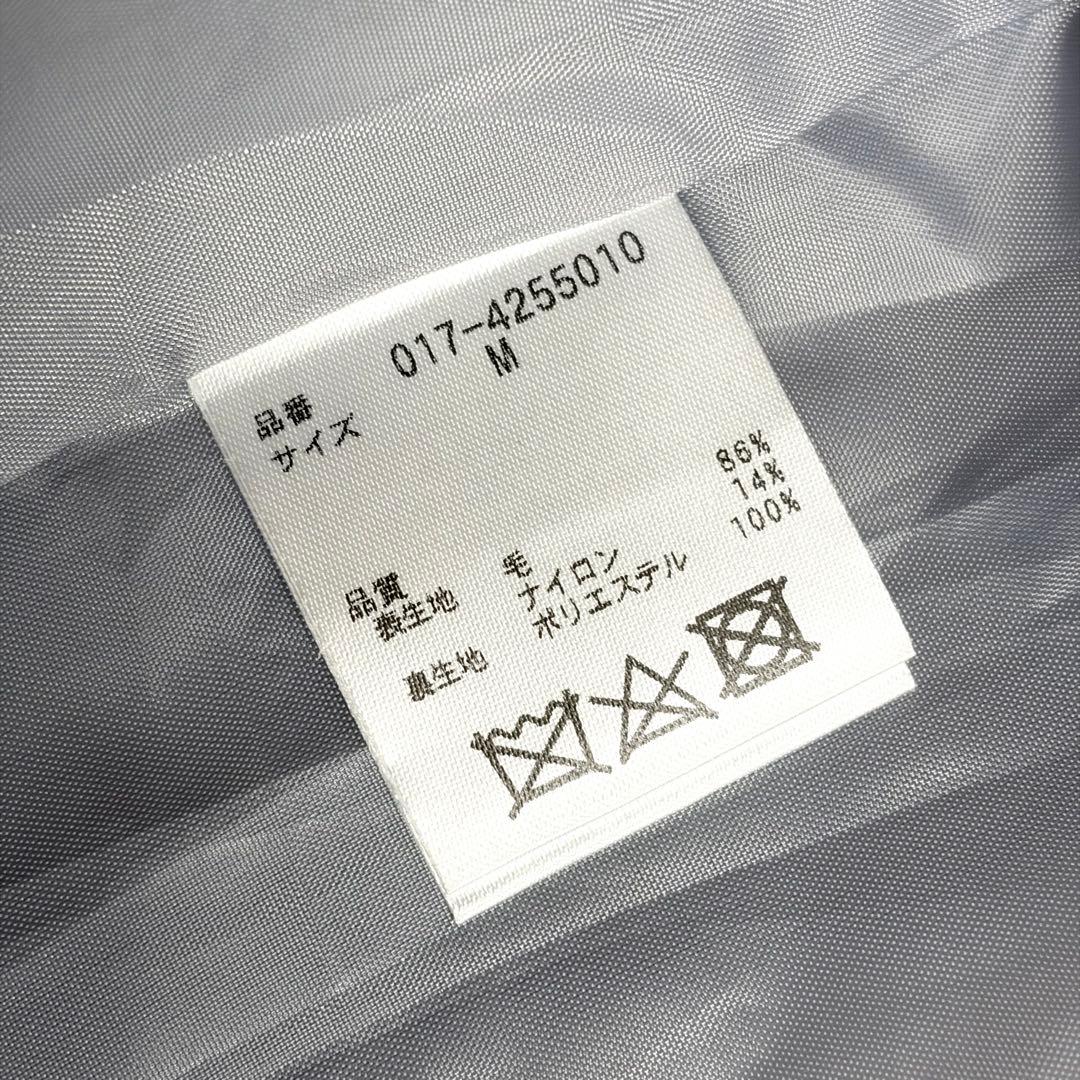 品番 017-4255010
サイズ M
品質
表生地 毛 86%
ナイロン 14%
裏生地 ポリエステル 100%